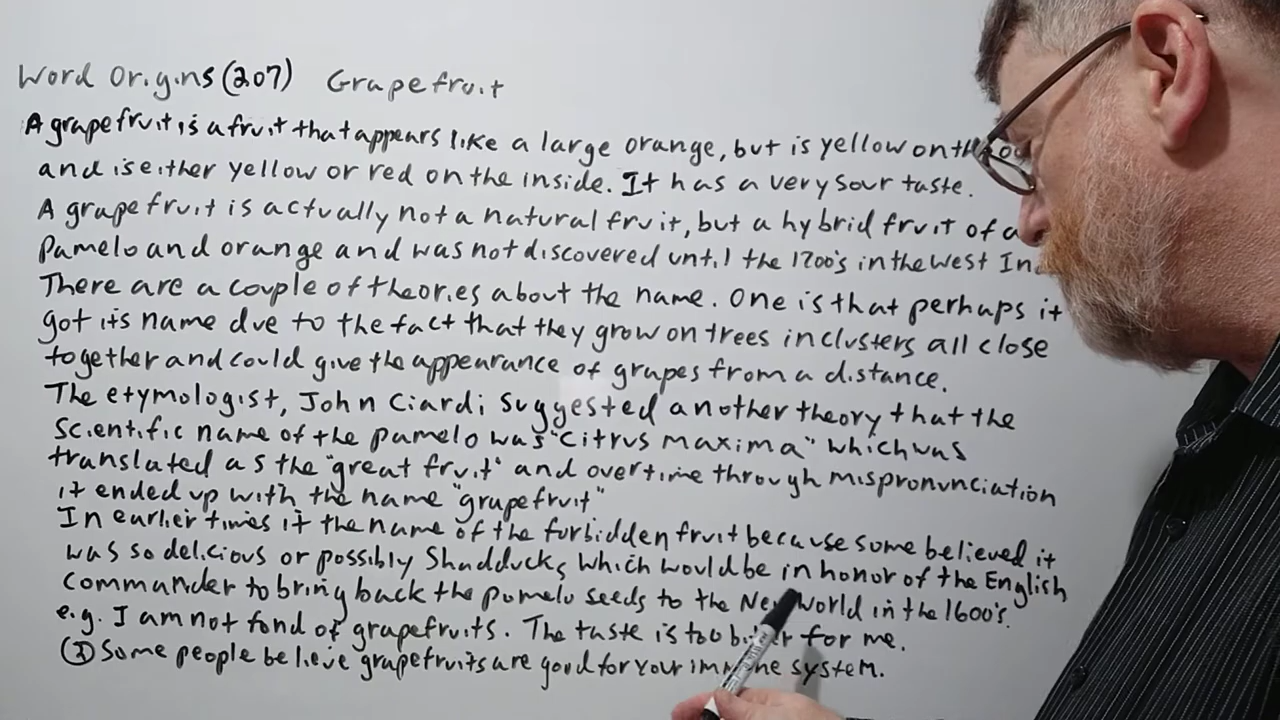 Word Origins (207) Grapefruit
A grapefruit is a fruit that appears like a large orange, but is yellow on the
and is either yellow or red on the inside. It has a very sour taste.
A grapefruit is actually not a natural fruit, but a hybrid fruit of a
Pamelo and orange and was not discovered until the 1700's in the West
There are a couple of theories about the name. One is that perhaps it
got its name due to the fact that they grow on trees in clusters all close
together and could give the appearance of grapes from a distance.
The etymologist, John Ciardi suggested another theory that the
scientific name of the pamelo was "Citrus maxima" which was
translated as the "great fruit" and over time through mispronunciation
it ended up with the name "grapefruit"
In earlier times it the name of the forbidden fruit because some believed it
was so delicious or possibly Shadducks, which would be in honor of the English
Commander to bring back the pomelo seeds to the New World in the 1600's.
e.g. I am not fond of grapefruits. The taste is too bitter for me.
② Some people believe grapefruits are good for your immune system.